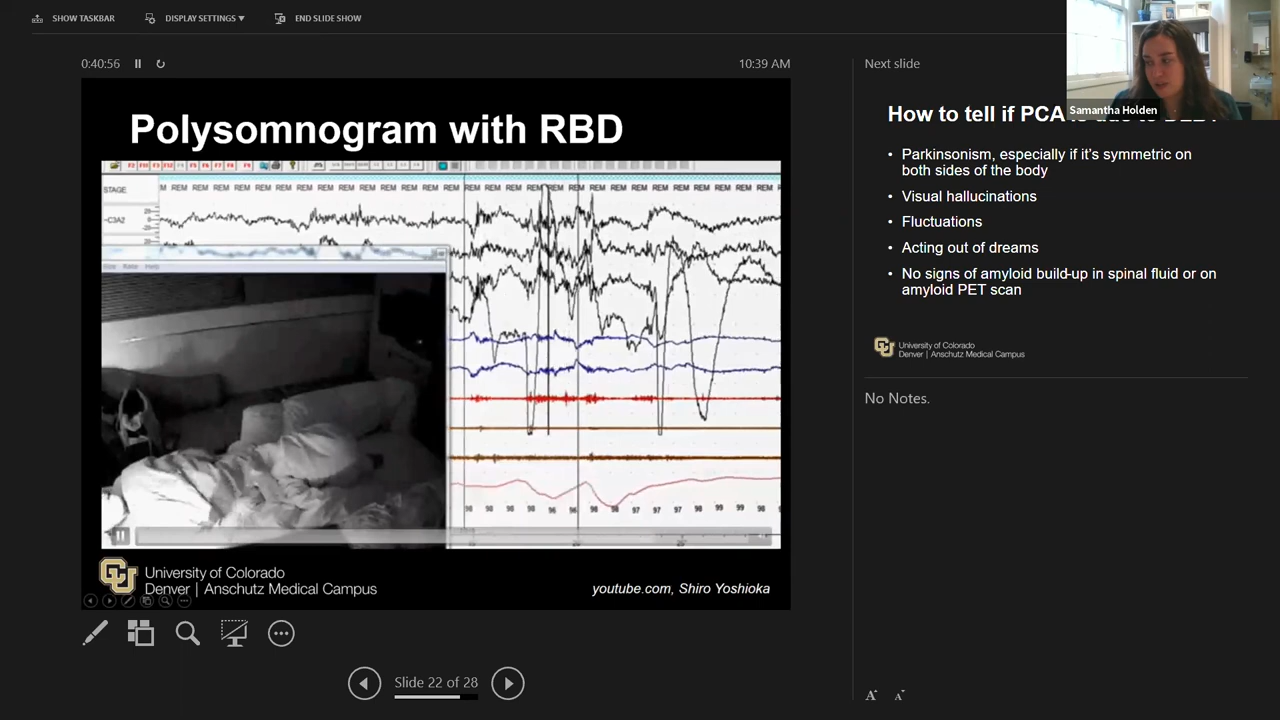 SHOW TASKBAR
DISPLAY SETTINGS ▼
END SLIDE SHOW
0:40:56
10:39 AM
Polysomnogram with RBD
STAGE
REM REM REM REM REM REM REM REM REM REM REM REM REM REM REM REM REM REM REM REM REM REM REM REM REM REM REM
~C3A2
University of Colorado
Denver | Anschutz Medical Campus
youtube.com, Shiro Yoshioka
Slide 22 of 28
Next slide
Samantha Holden
How to tell if PCA
• Parkinsonism, especially if it's symmetric on
both sides of the body
• Visual hallucinations
• Fluctuations
• Acting out of dreams
• No signs of amyloid build-up in spinal fluid or on
amyloid PET scan
University of Colorado
Denver | Anschutz Medical Campus
No Notes.